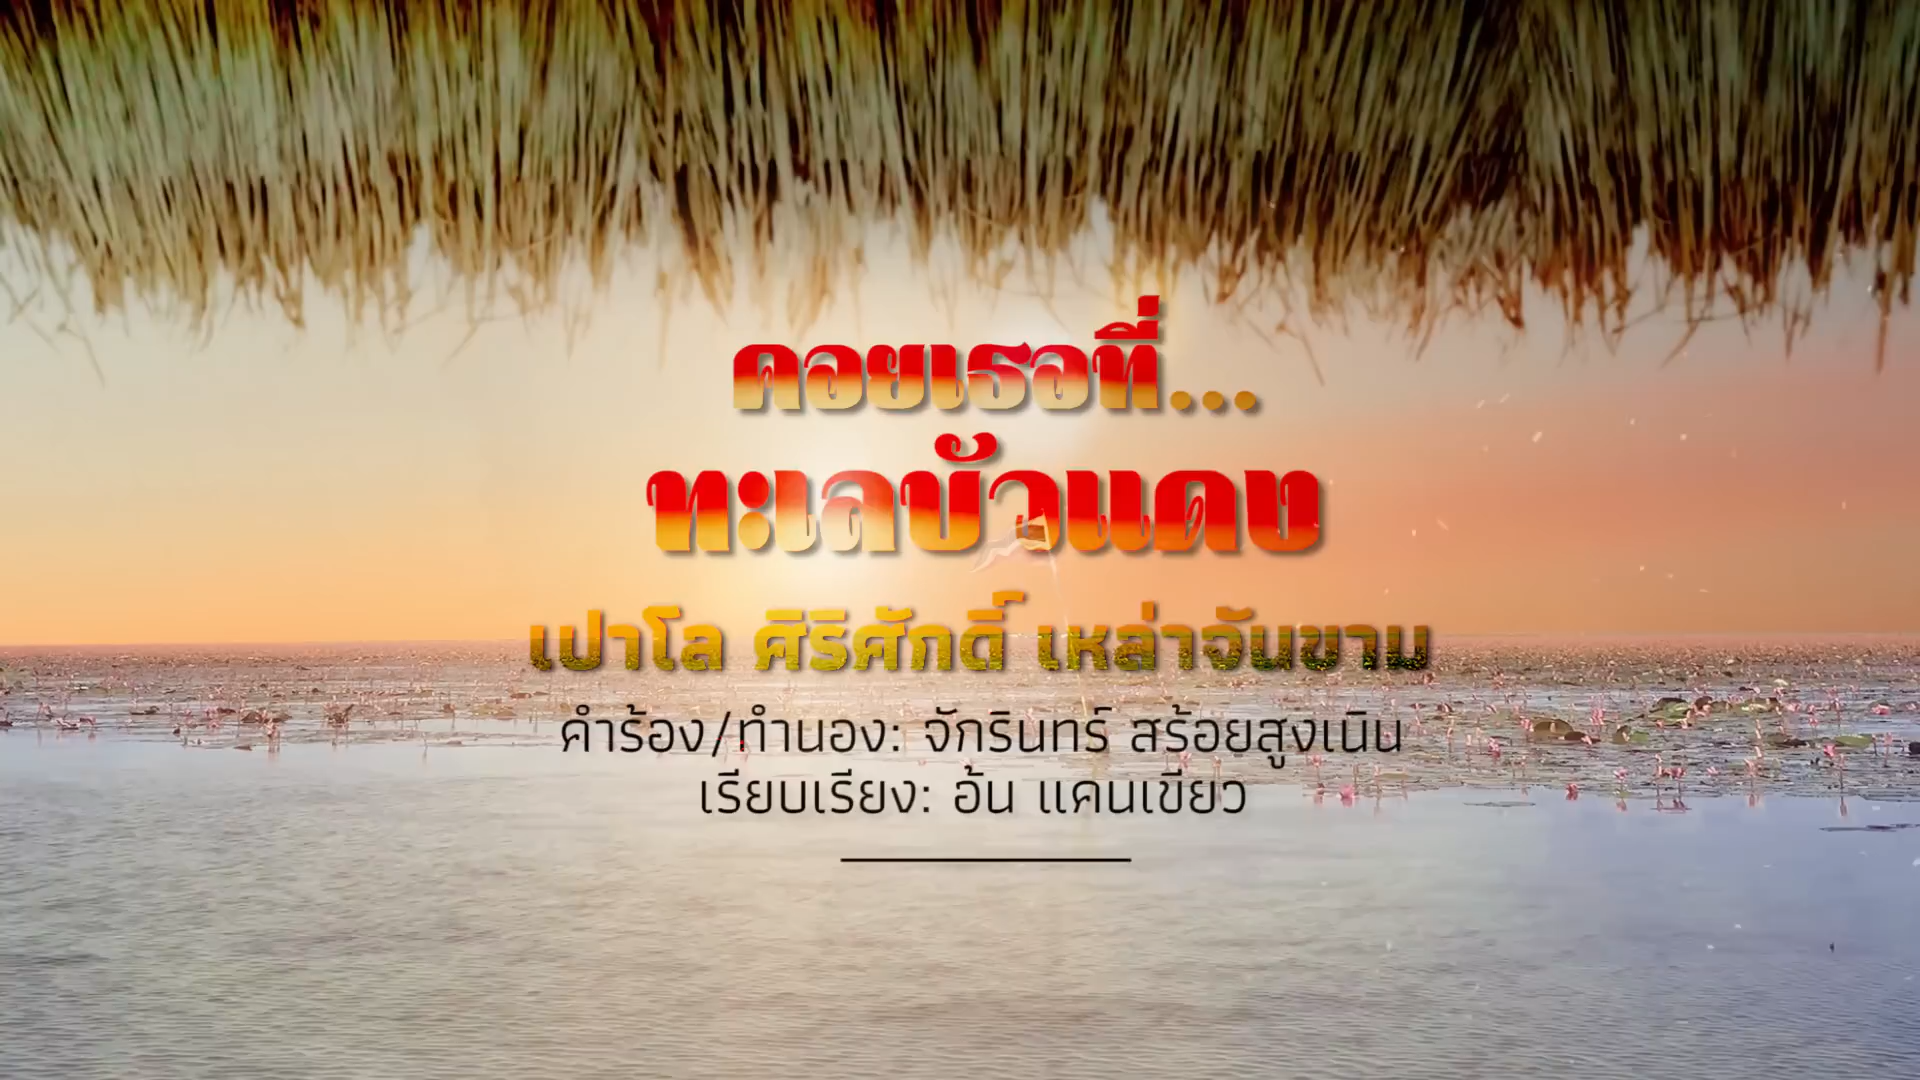 คอยเธอที่...
ทะเลบัวแดง
เปาโล ศิริศักดิ์ เหล่าจันขาม
คำร้อง/ทำนอง: จักรินทร์ สร้อยสูงเนิน
เรียบเรียง: อ้น แคนเขียว